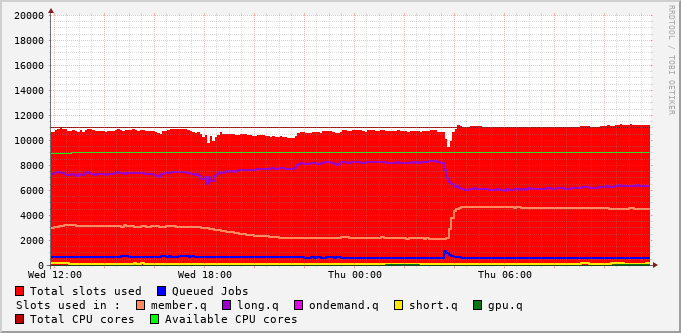 20000
18000
16000
14000
12000
10000
8000
6000
4000
2000
0
Wed 12:00 Wed 18:00 Thu 00:00 Thu 06:00
Total slots used Queued Jobs
Slots used in : member.q long.q ondemand.q short.q gpu.q
Total CPU cores Available CPU cores
RRDTOOL / TOBI OETIKER